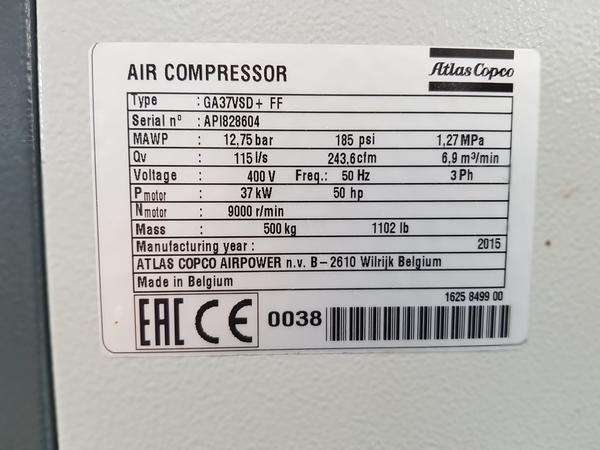 Atlas Copco
AIR COMPRESSOR
Type : GA37VSD+ FF
Serial nº : API828604
MAWP : 12,75 bar 185 psi 1,27 MPa
Qv : 115 l/s 243,6 cfm 6,9 m³/min
Voltage : 400 V Freq.: 50 Hz 3 Ph
Pmotor : 37 kW 50 hp
Nmotor : 9000 r/min
Mass : 500 kg 1102 lb
Manufacturing year : 2015
ATLAS COPCO AIRPOWER n.v. B-2610 Wilrijk Belgium
Made in Belgium
1625 8499 00
EAC CE 0038